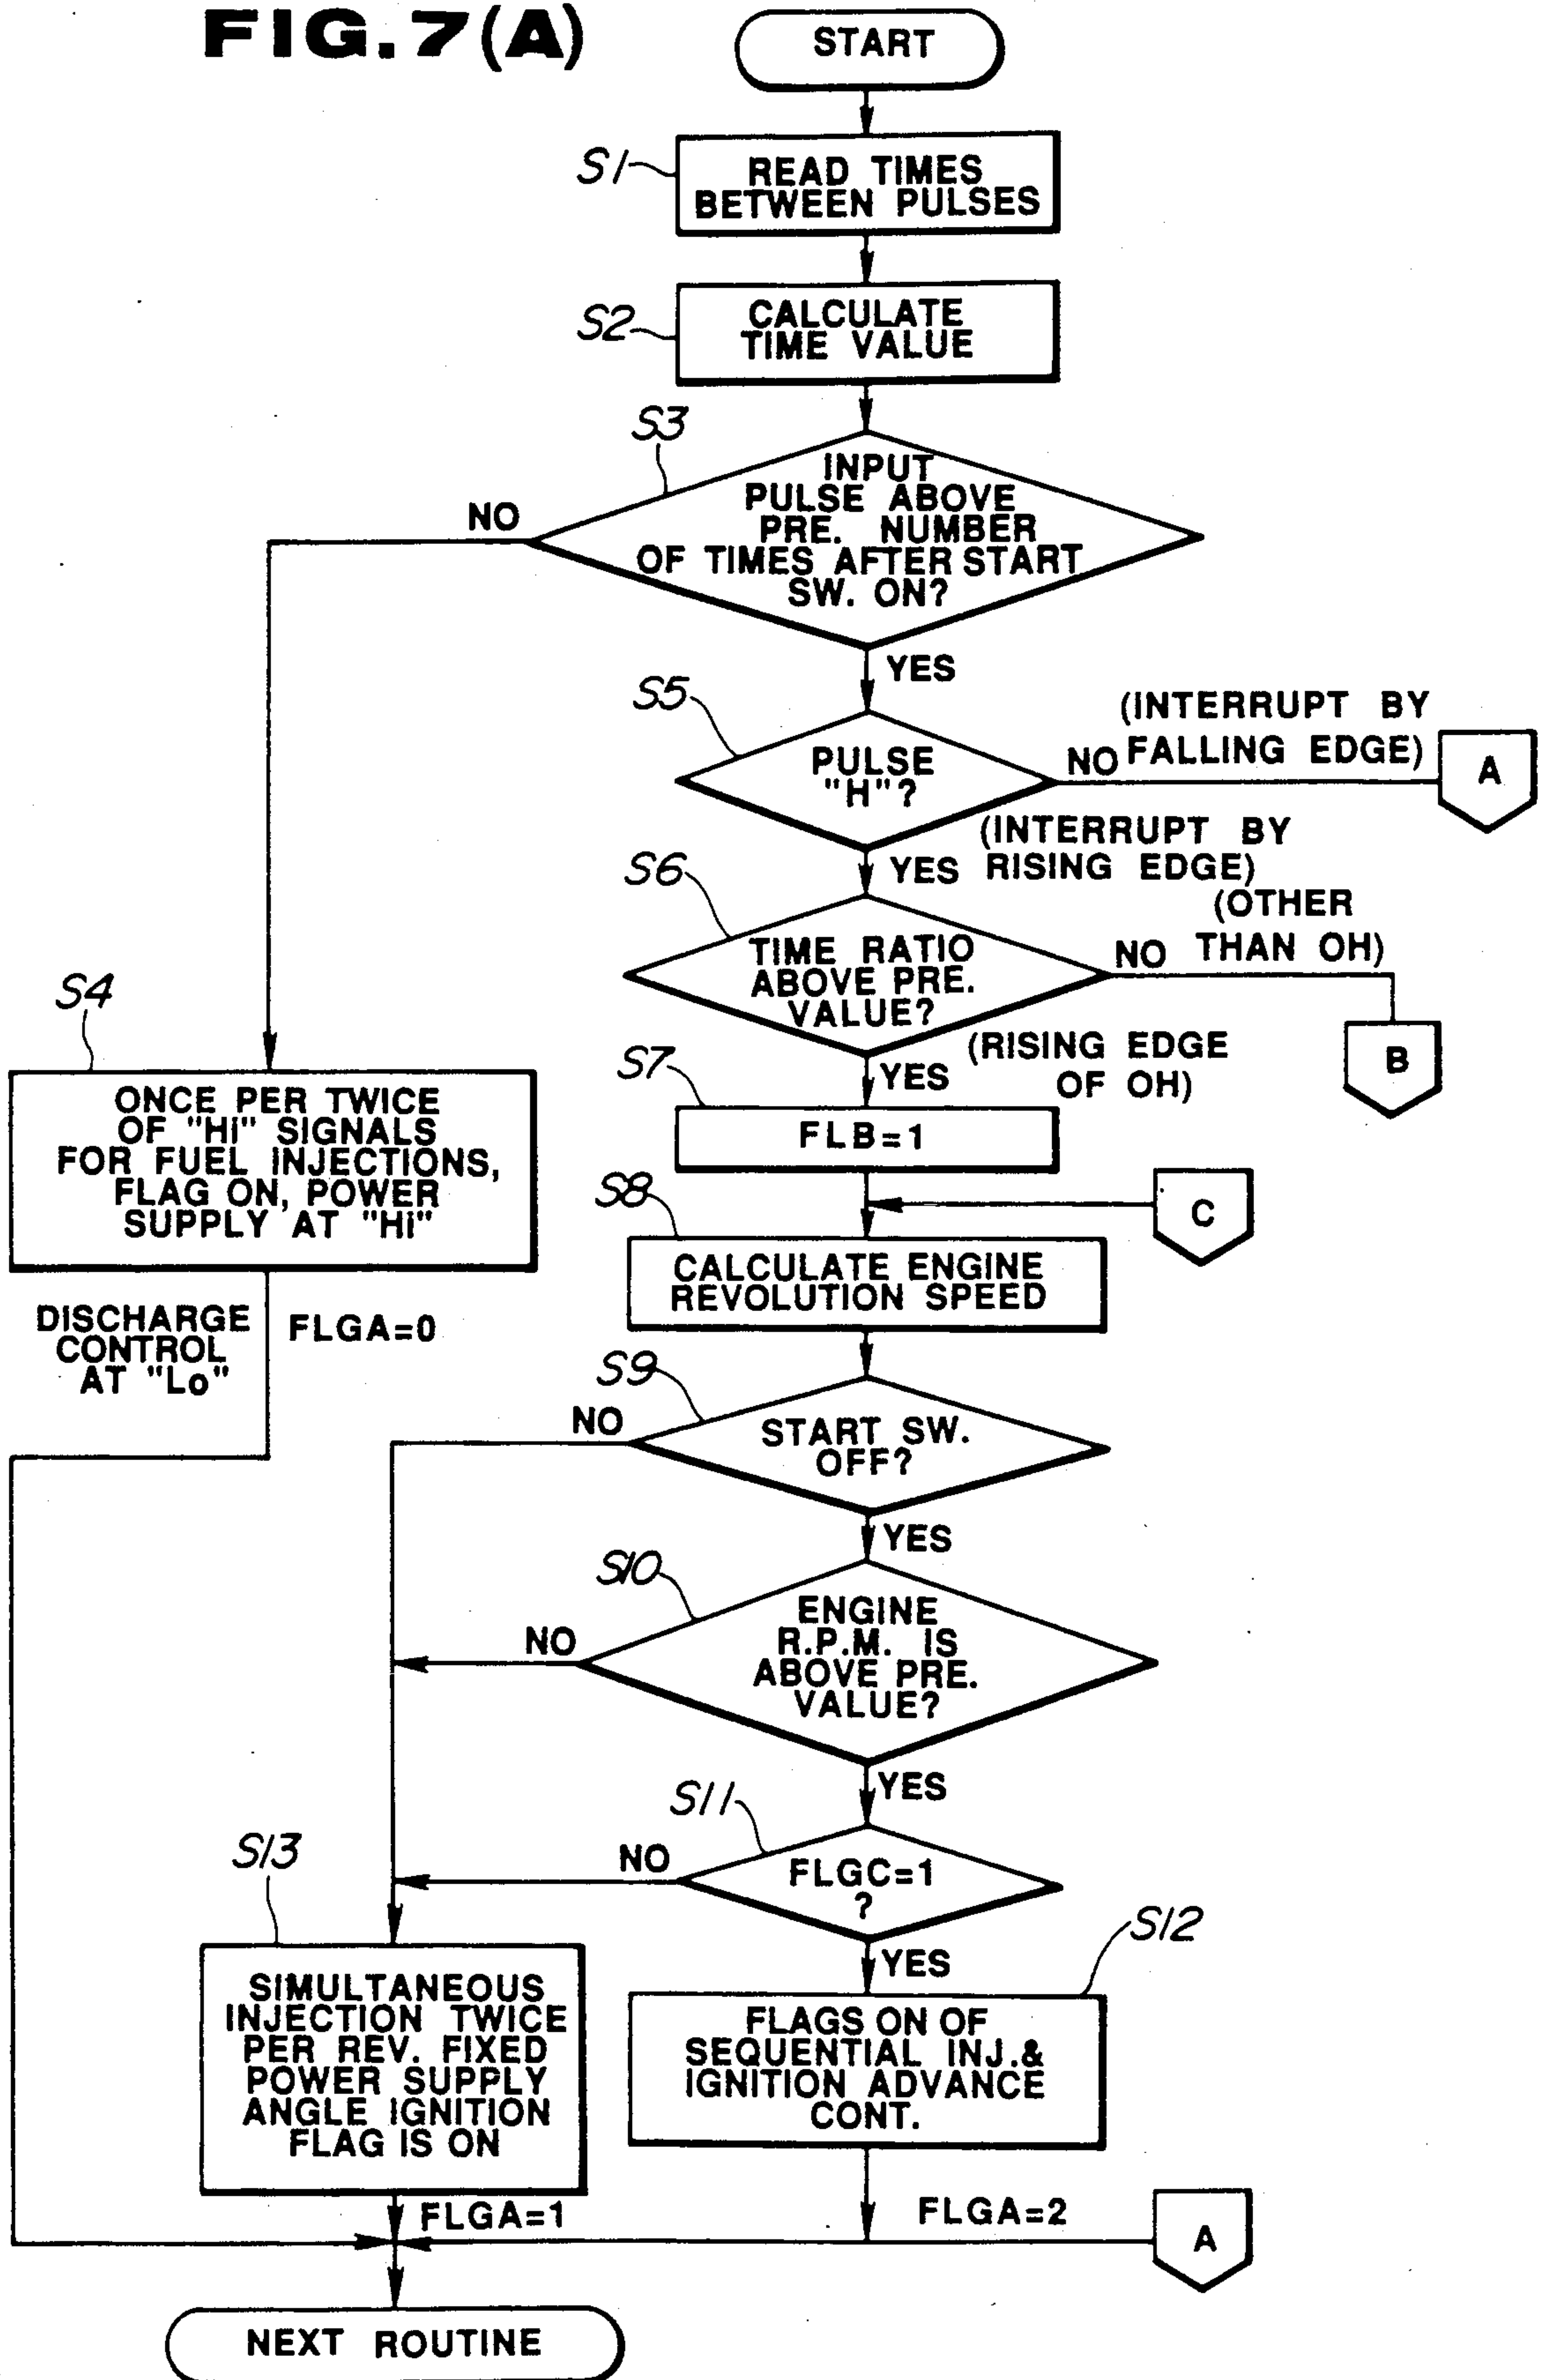 FIG.7(A)
START
S1
READ TIMES
BETWEEN PULSES
S2
CALCULATE
TIME VALUE
S3
INPUT
PULSE ABOVE
PRE. NUMBER
OF TIMES AFTER START
SW. ON?
NO
YES
S5
PULSE
"H"?
NO
(INTERRUPT BY
FALLING EDGE)
A
YES
(INTERRUPT BY
RISING EDGE)
S6
TIME RATIO
ABOVE PRE.
VALUE?
NO
(OTHER
THAN OH)
B
YES
(RISING EDGE
OF OH)
S4
ONCE PER TWICE
OF "Hi" SIGNALS
FOR FUEL INJECTIONS,
FLAG ON, POWER
SUPPLY AT "Hi"
DISCHARGE
CONTROL
AT "Lo"
FLGA=0
S7
FLB=1
C
S8
CALCULATE ENGINE
REVOLUTION SPEED
S9
START SW.
OFF?
NO
YES
S10
ENGINE
R.P.M. IS
ABOVE PRE.
VALUE?
NO
YES
S11
FLGC=1
?
NO
YES
S13
SIMULTANEOUS
INJECTION TWICE
PER REV. FIXED
POWER SUPPLY
ANGLE IGNITION
FLAG IS ON
FLGA=1
S12
FLAGS ON OF
SEQUENTIAL INJ.&
IGNITION ADVANCE
CONT.
FLGA=2
A
NEXT ROUTINE